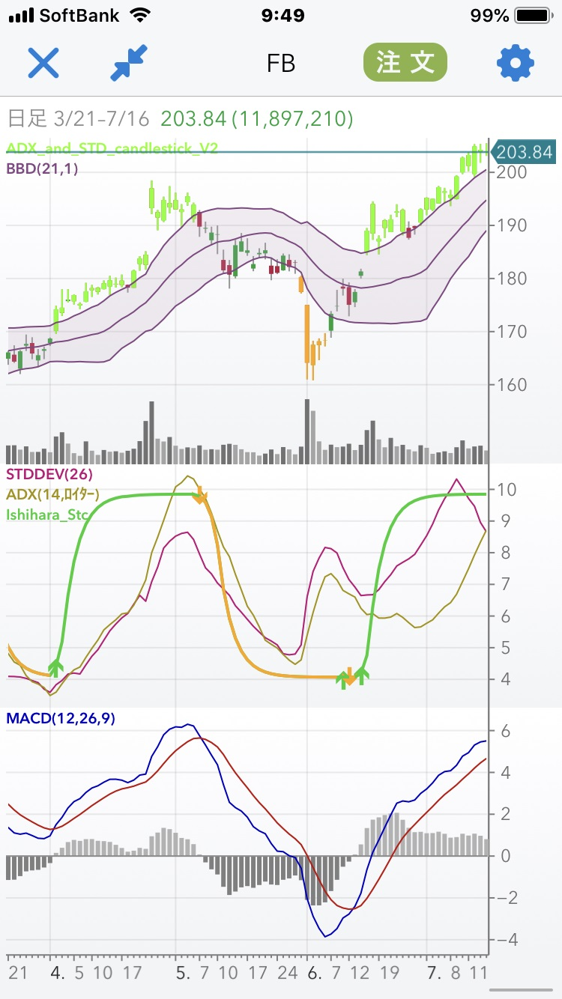 SoftBank 9:49 99%
FB 注文
日足 3/21-7/16 203.84 (11,897,210)
ADX_and_STD_candlestick_V2
203.84
BBD(21,1)
200
190
180
170
160
STDDEV(26)
ADX(14,ﾛｲﾀｰ)
Ishihara_Stc
10
9
8
7
6
5
4
MACD(12,26,9)
6
4
2
0
-2
-4
21 4. 5 10 17 5. 7 10 17 24 6. 7 12 19 7. 8 11